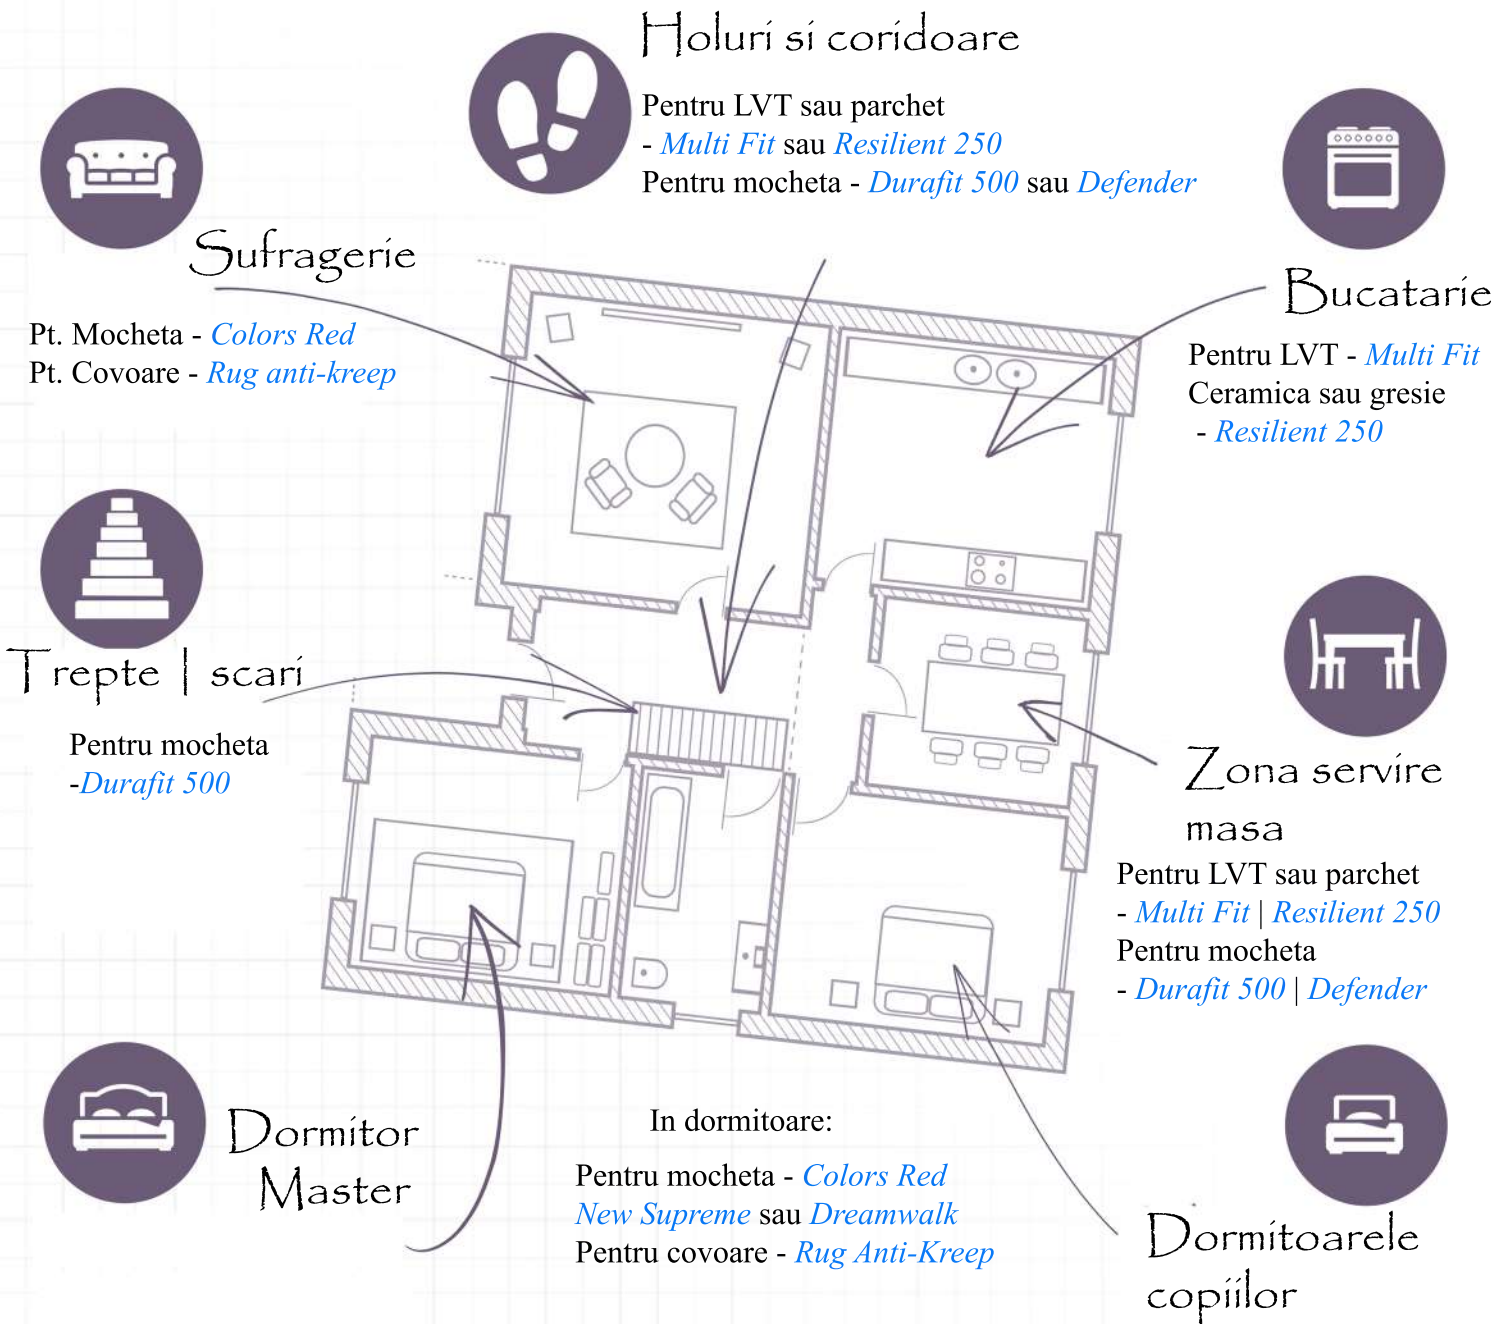 Holuri si coridoare
Pentru LVT sau parchet
- Multi Fit sau Resilient 250
Pentru mocheta - Durafit 500 sau Defender
Sufragerie
Pt. Mocheta - Colors Red
Pt. Covoare - Rug anti-kreep
Bucatarie
Pentru LVT - Multi Fit
Ceramica sau gresie
- Resilient 250
Trepte | scari
Pentru mocheta
-Durafit 500
Zona servire
masa
Pentru LVT sau parchet
- Multi Fit | Resilient 250
Pentru mocheta
- Durafit 500 | Defender
Dormitor
Master
In dormitoare:
Pentru mocheta - Colors Red
New Supreme sau Dreamwalk
Pentru covoare - Rug Anti-Kreep
Dormitoarele
copiilor